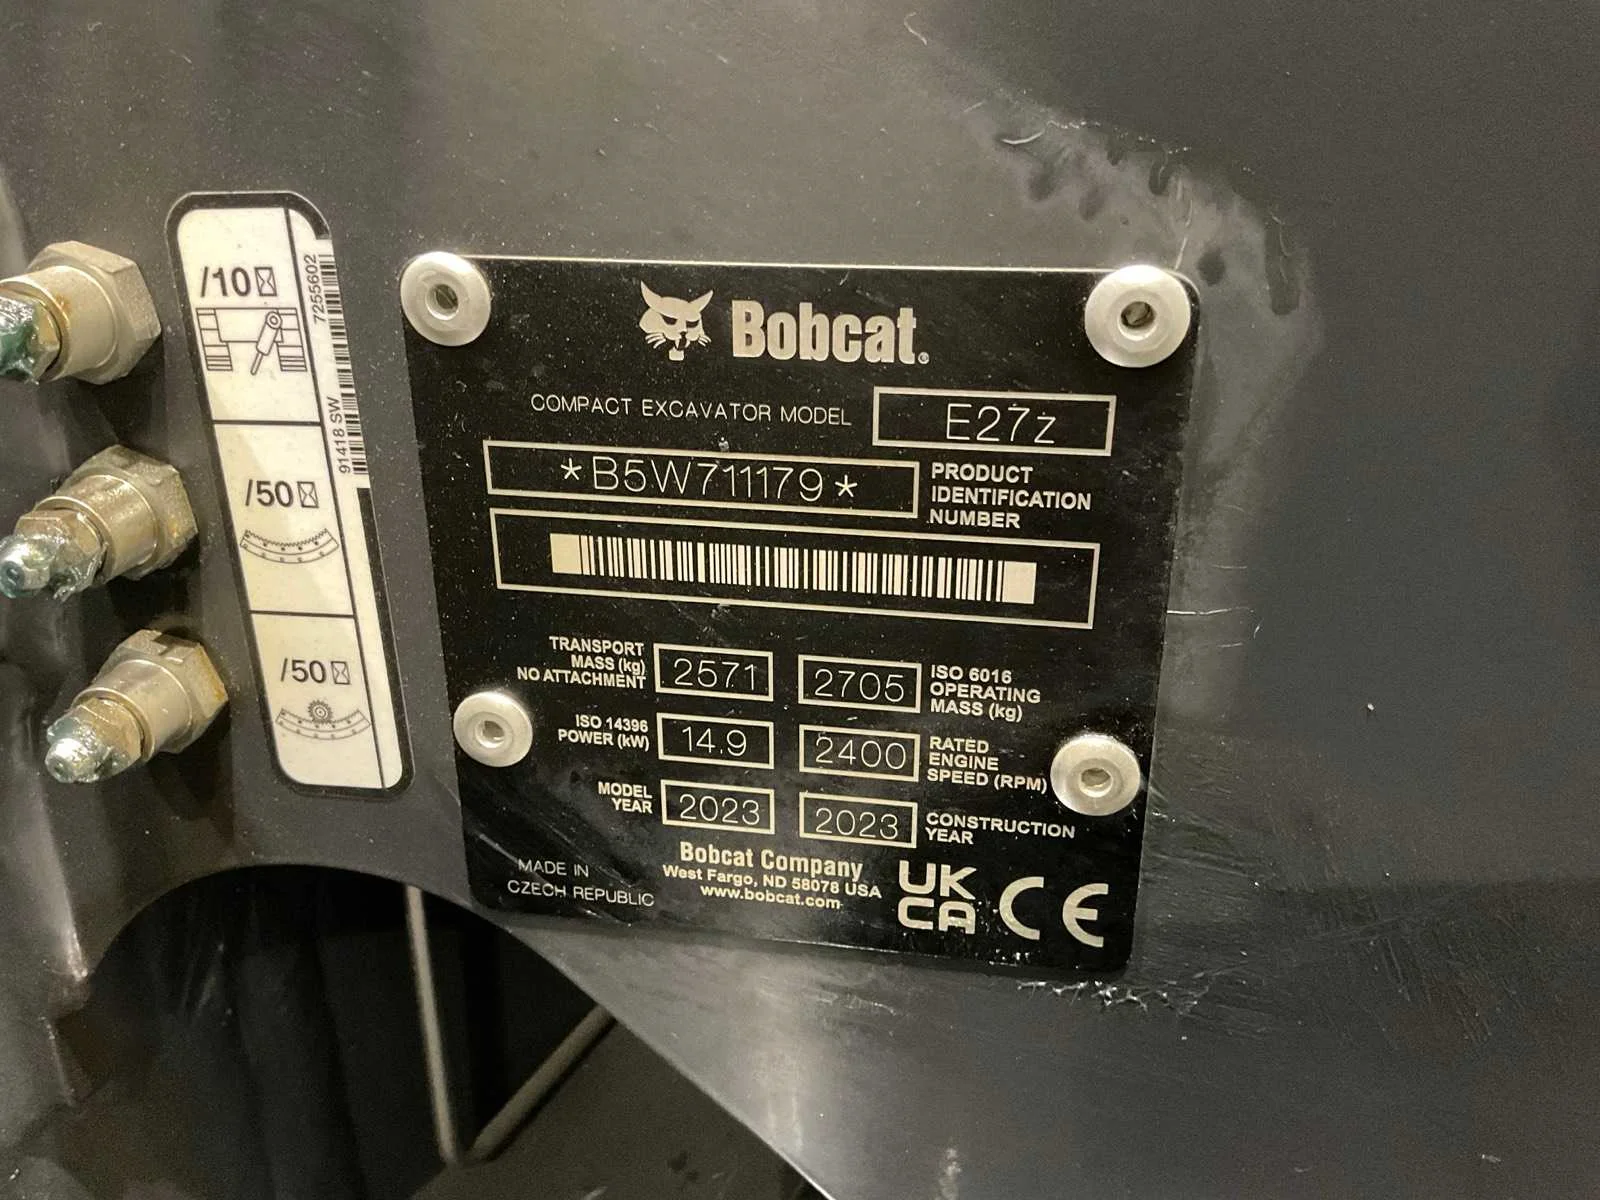 /10
/50
/50
7255602
91418 SW
Bobcat®
COMPACT EXCAVATOR MODEL E27z
*B5W711179* PRODUCT
IDENTIFICATION
NUMBER
TRANSPORT
MASS (kg)
NO ATTACHMENT
2571
2705
ISO 6016
OPERATING
MASS (kg)
ISO 14396
POWER (kW)
14.9
2400
RATED
ENGINE
SPEED (RPM)
MODEL
YEAR
2023
2023
CONSTRUCTION
YEAR
MADE IN
CZECH REPUBLIC
Bobcat Company
West Fargo, ND 58078 USA
www.bobcat.com
UK
CA
CE